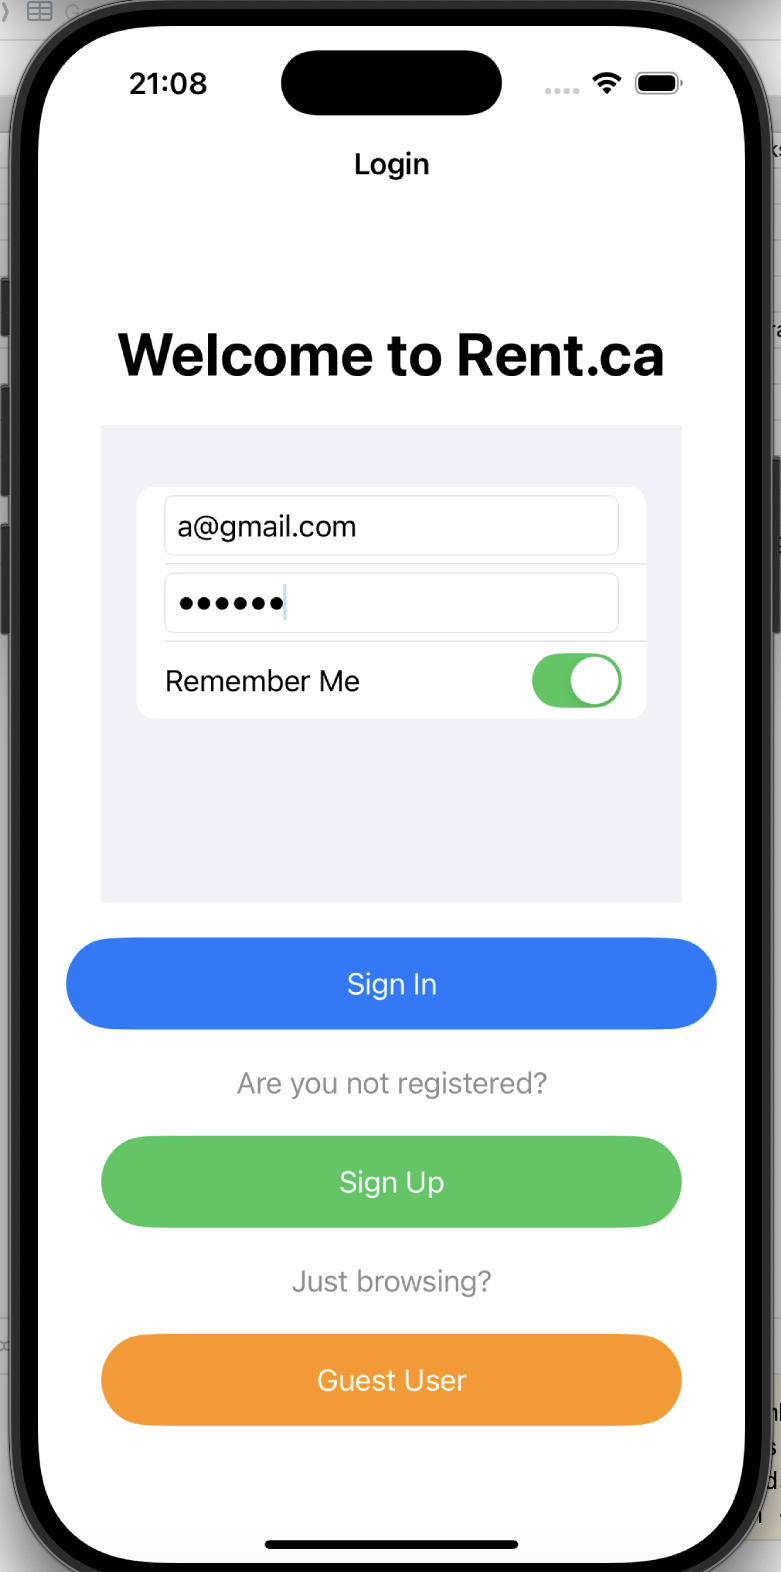 21:08
Login
Welcome to Rent.ca
a@gmail.com
••••••
Remember Me
Sign In
Are you not registered?
Sign Up
Just browsing?
Guest User